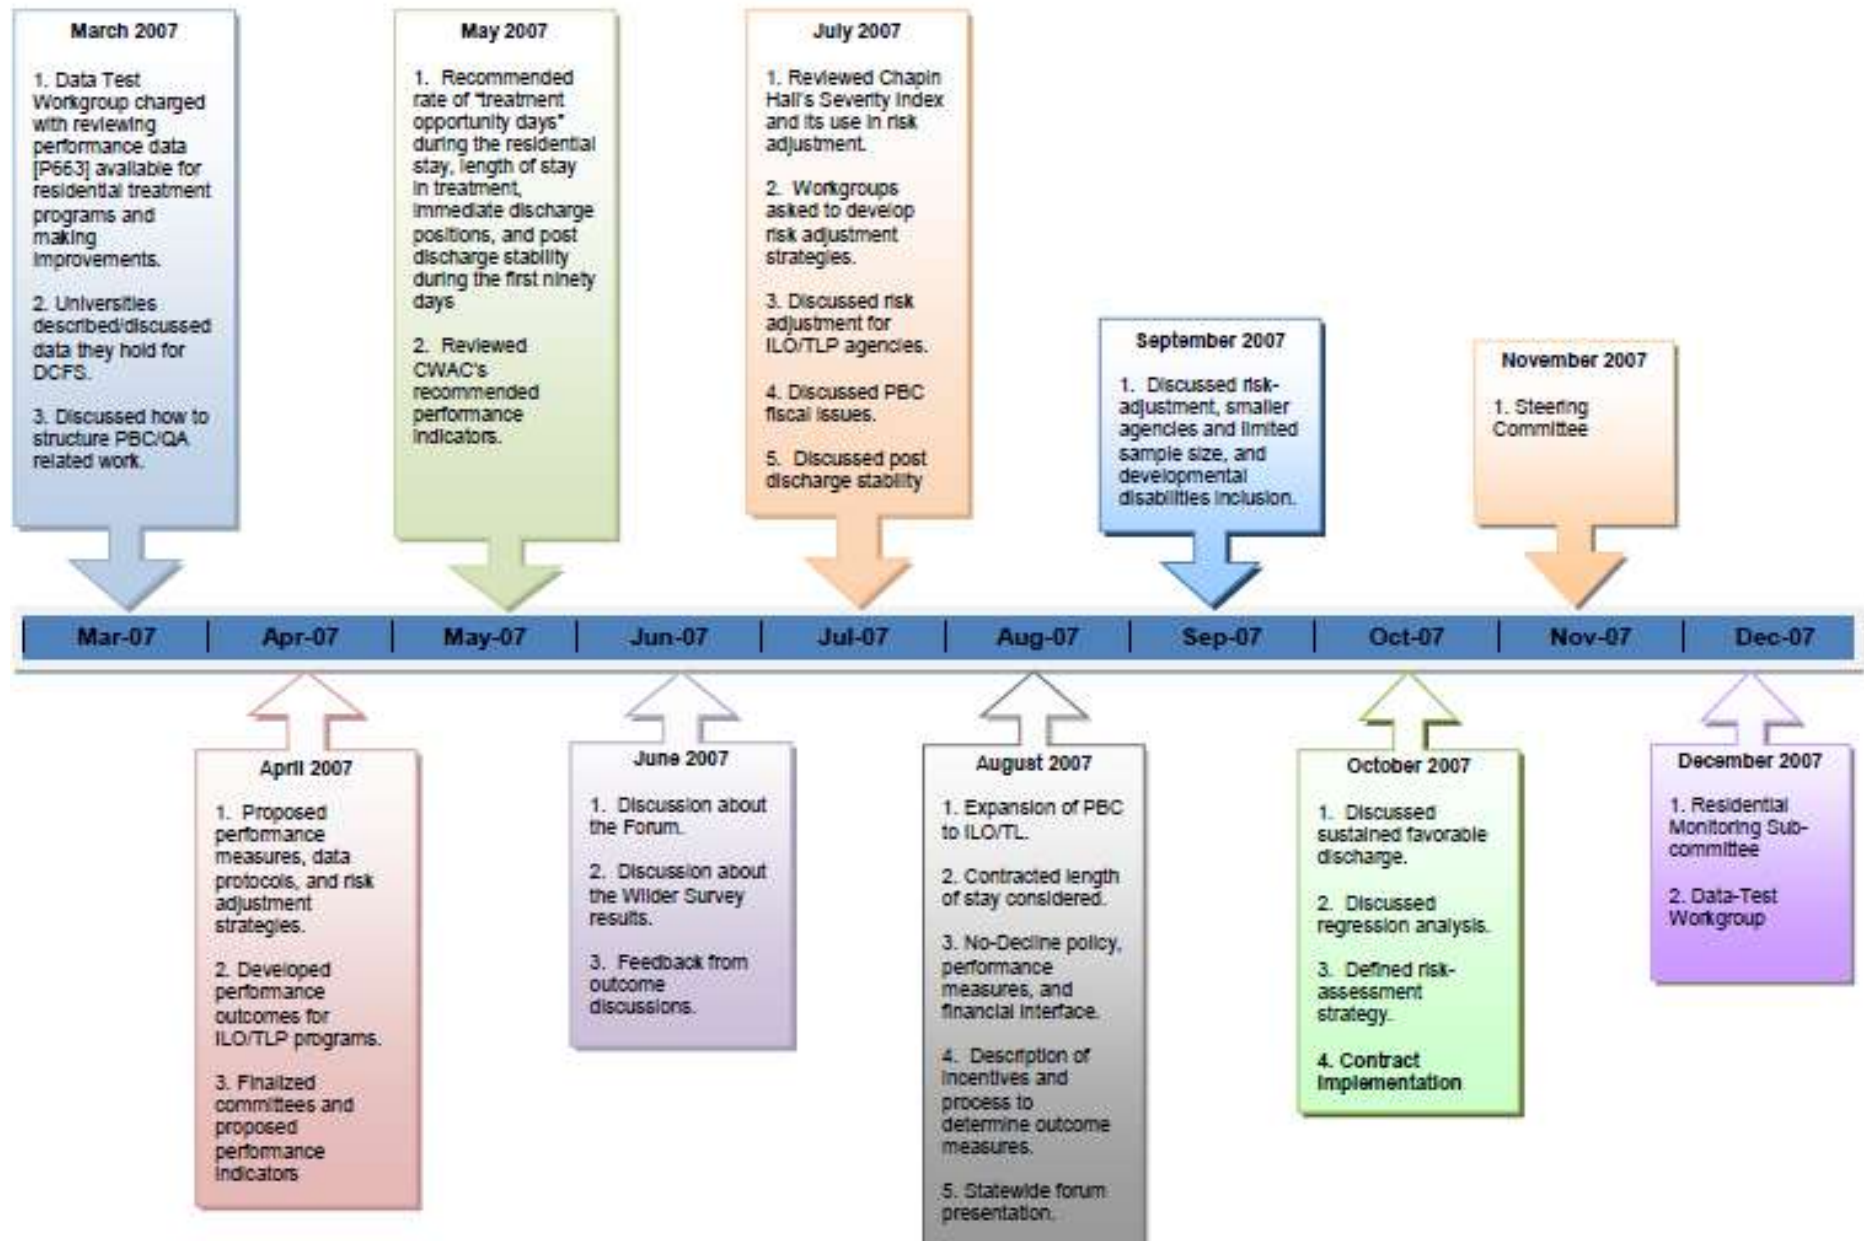 March 2007
1. Data Test
Workgroup charged
with reviewing
performance data
[P663] available for
residential treatment
programs and
making
improvements.
2. Universities
described/discussed
data they hold for
DCFS.
3. Discussed how to
structure PBC/QA
related work.
May 2007
1. Recommended
rate of "treatment
opportunity days"
during the residential
stay, length of stay
in treatment,
immediate discharge
positions, and post
discharge stability
during the first ninety
days
2. Reviewed
CWAC's
recommended
performance
indicators.
July 2007
1. Reviewed Chapin
Hall's Severity Index
and its use in risk
adjustment.
2. Workgroups
asked to develop
risk adjustment
strategies.
3. Discussed risk
adjustment for
ILO/TLP agencies.
4. Discussed PBC
fiscal issues.
5. Discussed post
discharge stability
September 2007
1. Discussed risk-
adjustment, smaller
agencies and limited
sample size, and
developmental
disabilities inclusion.
November 2007
1. Steering
Committee
Mar-07 | Apr-07 | May-07 | Jun-07 | Jul-07 | Aug-07 | Sep-07 | Oct-07 | Nov-07 | Dec-07
April 2007
1. Proposed
performance
measures, data
protocols, and risk
adjustment
strategies.
2. Developed
performance
outcomes for
ILO/TLP programs.
3. Finalized
committees and
proposed
performance
indicators
June 2007
1. Discussion about
the Forum.
2. Discussion about
the Wilder Survey
results.
3. Feedback from
outcome
discussions.
August 2007
1. Expansion of PBC
to ILO/TL.
2. Contracted length
of stay considered.
3. No-Decline policy,
performance
measures, and
financial interface.
4. Description of
incentives and
process to
determine outcome
measures.
5. Statewide forum
presentation.
October 2007
1. Discussed
sustained favorable
discharge.
2. Discussed
regression analysis.
3. Defined risk-
assessment
strategy.
4. Contract
Implementation
December 2007
1. Residential
Monitoring Sub-
committee
2. Data-Test
Workgroup